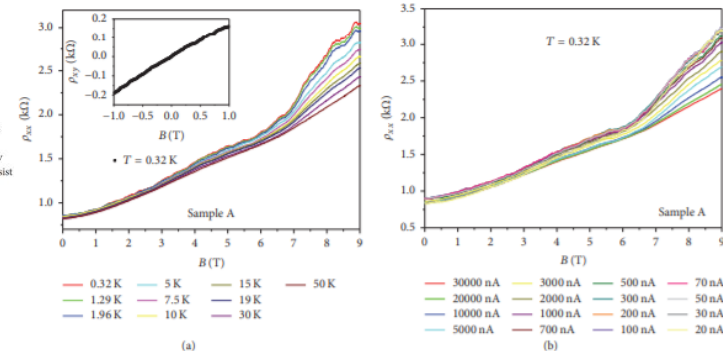 sist
ρxy (kΩ)
0.2
0.1
0.0
−0.1
−0.2
−1.0 −0.5 0.0 0.5 1.0
B (T)
T = 0.32 K
ρxx (kΩ)
3.0
2.5
2.0
1.5
1.0
Sample A
0 1 2 3 4 5 6 7 8 9
B (T)
0.32 K 5 K 15 K 50 K
1.29 K 7.5 K 19 K
1.96 K 10 K 30 K
(a)
ρxx (kΩ)
3.5
3.0
2.5
2.0
1.5
1.0
0.5
T = 0.32 K
Sample A
0 1 2 3 4 5 6 7 8 9
B (T)
30000 nA 3000 nA 500 nA 70 nA
20000 nA 2000 nA 300 nA 50 nA
10000 nA 1000 nA 200 nA 30 nA
5000 nA 700 nA 100 nA 20 nA
(b)